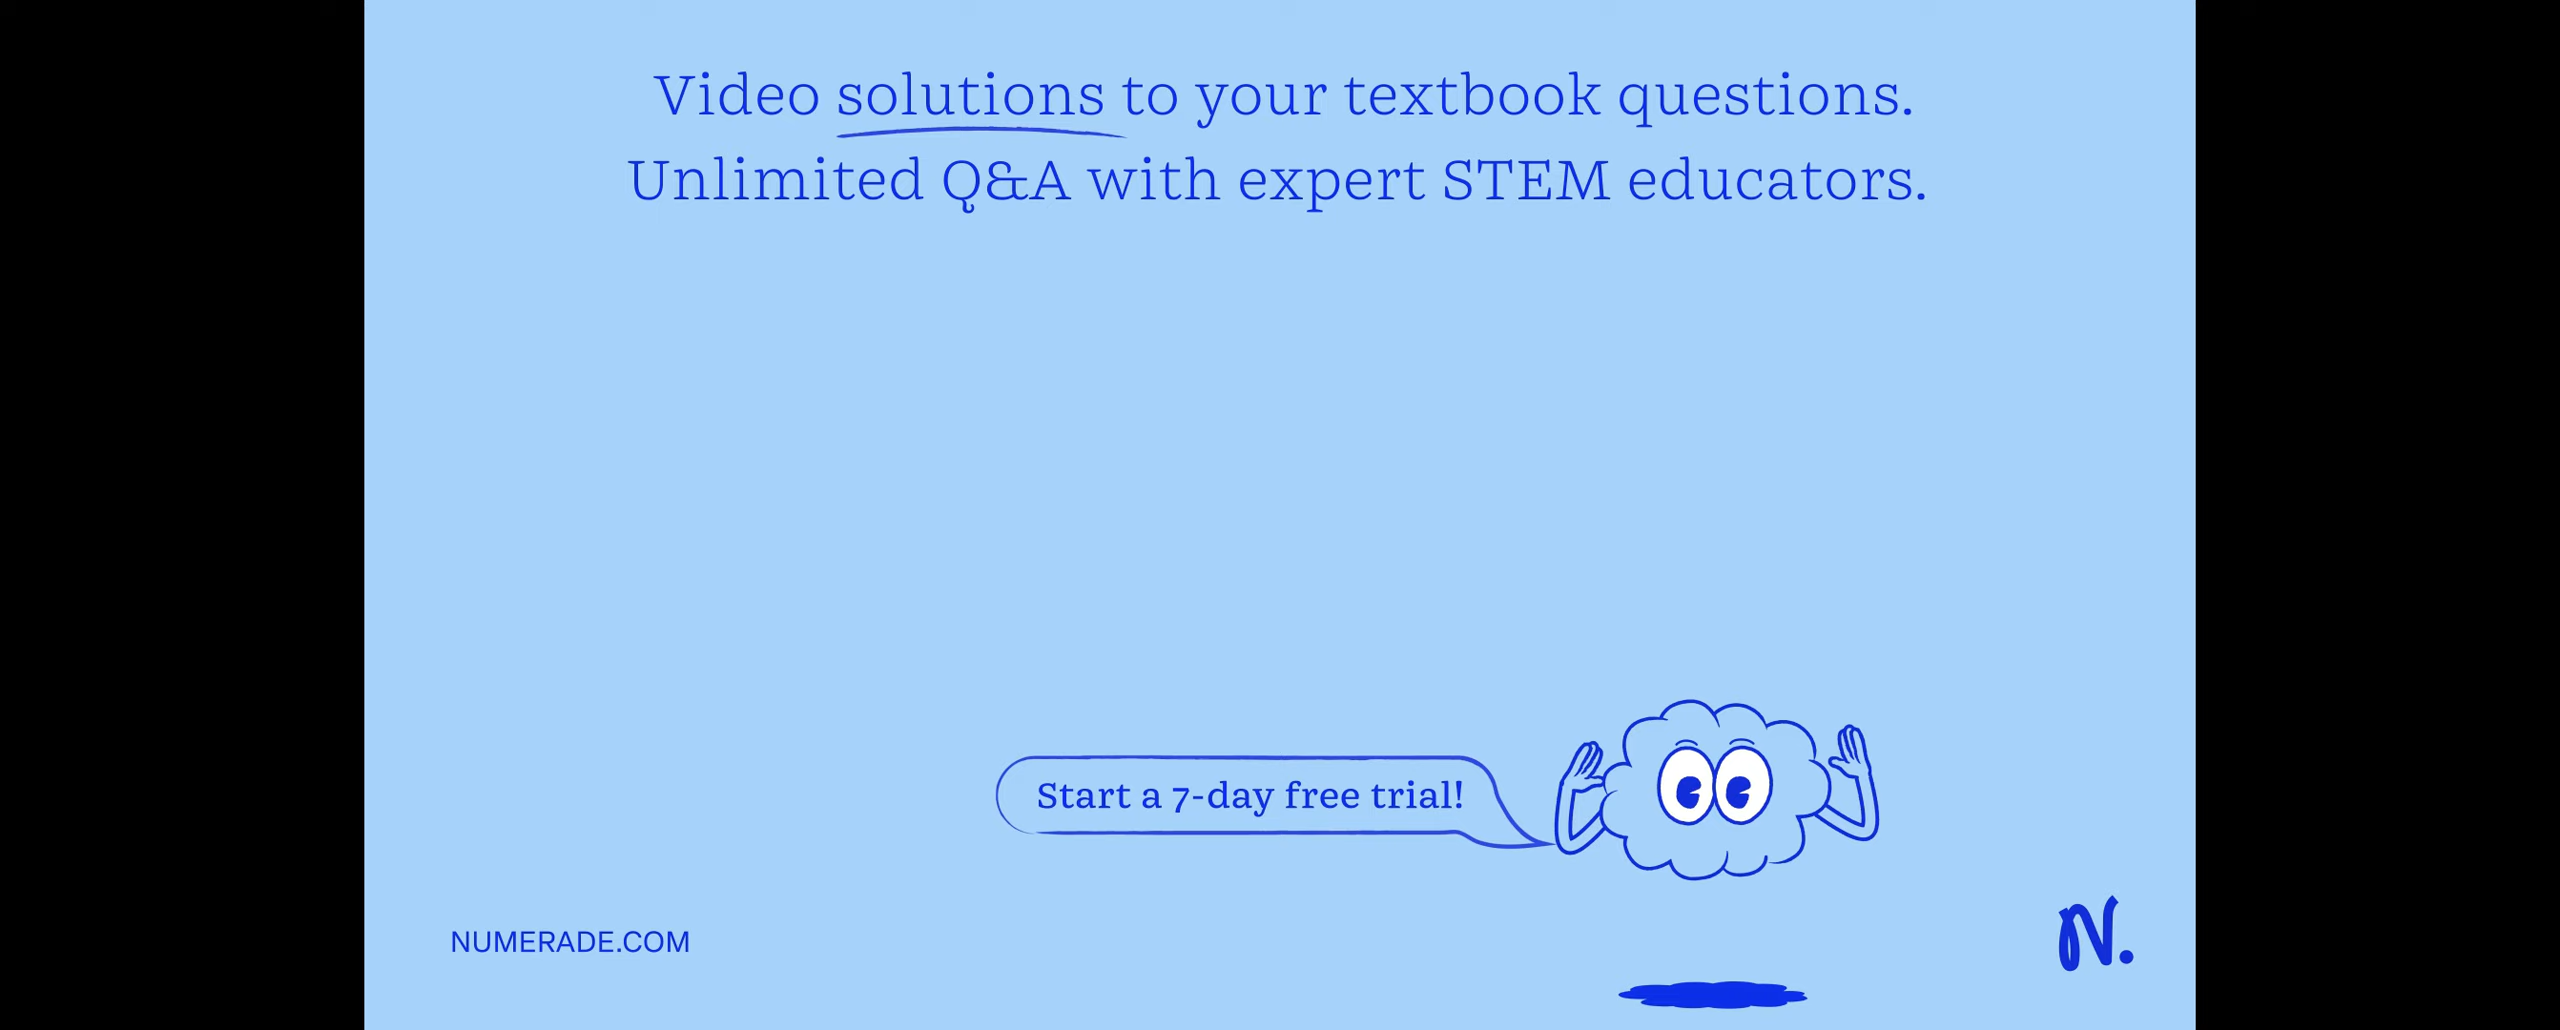 Video solutions to your textbook questions.
Unlimited Q&A with expert STEM educators.
Start a 7-day free trial!
NUMERADE.COM
N.